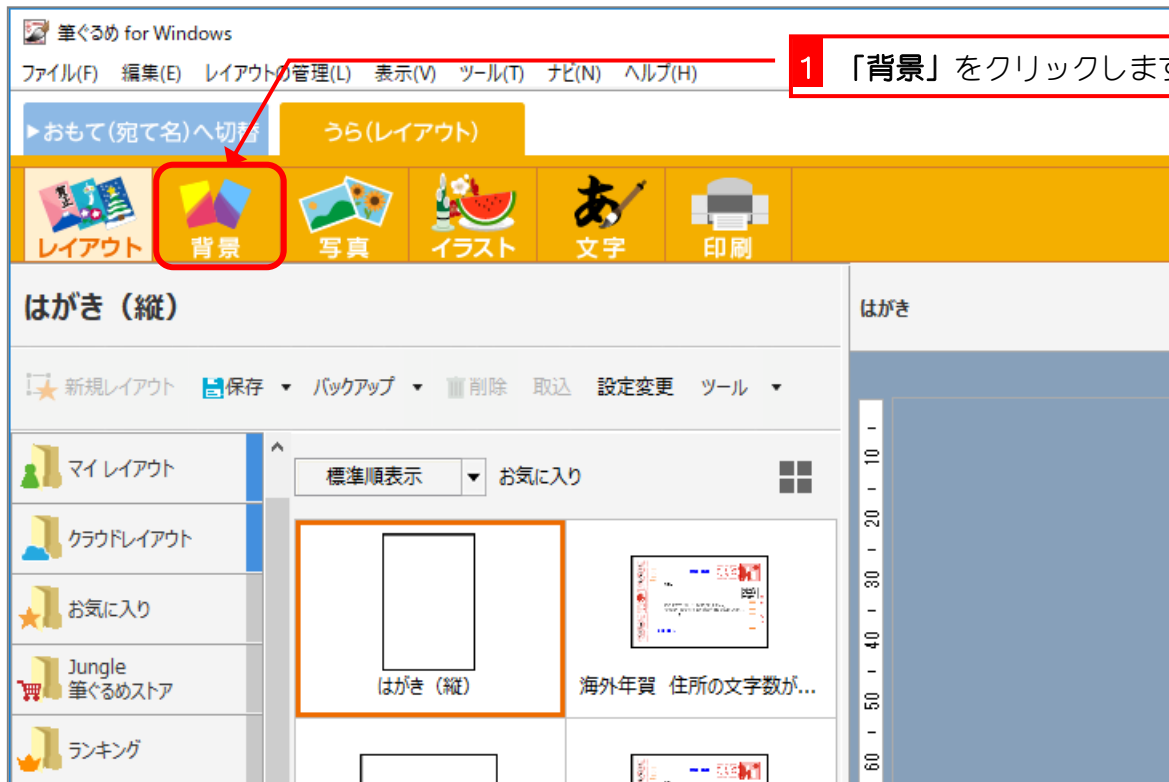 筆ぐるめ for Windows
ファイル(F) 編集(E) レイアウトの管理(L) 表示(V) ツール(T) ナビ(N) ヘルプ(H)
1 「背景」をクリックします
▶おもて(宛て名)へ切替 うら(レイアウト)
レイアウト 背景 写真 イラスト 文字 印刷
はがき（縦） はがき
新規レイアウト 保存 ▼ バックアップ ▼ 削除 取込 設定変更 ツール ▼
マイ レイアウト
標準順表示 ▼ お気に入り
クラウドレイアウト
お気に入り
Jungle
筆ぐるめストア
ランキング
はがき（縦） 海外年賀 住所の文字数が...
10
20
30
40
50
60